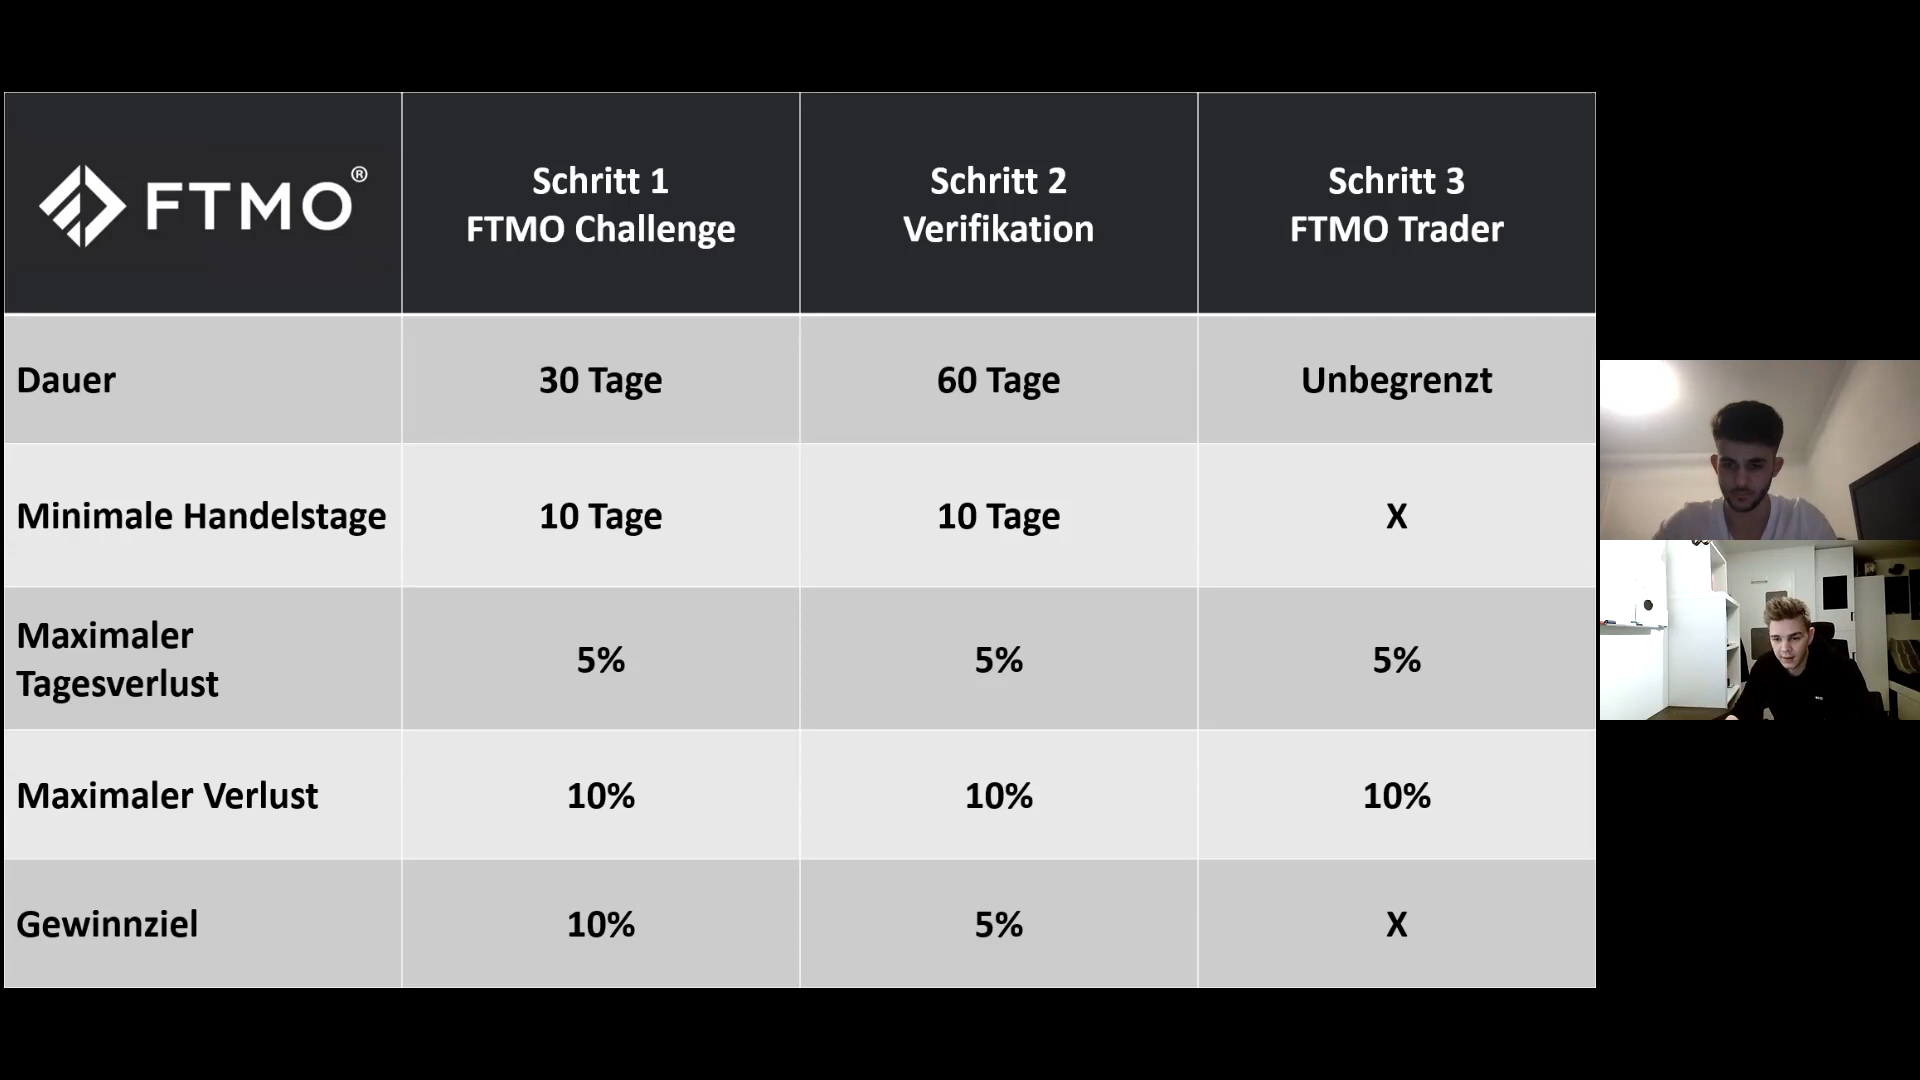 FTMO®
Schritt 1
FTMO Challenge
Schritt 2
Verifikation
Schritt 3
FTMO Trader
Dauer
30 Tage
60 Tage
Unbegrenzt
Minimale Handelstage
10 Tage
10 Tage
X
Maximaler
Tagesverlust
5%
5%
5%
Maximaler Verlust
10%
10%
10%
Gewinnziel
10%
5%
X